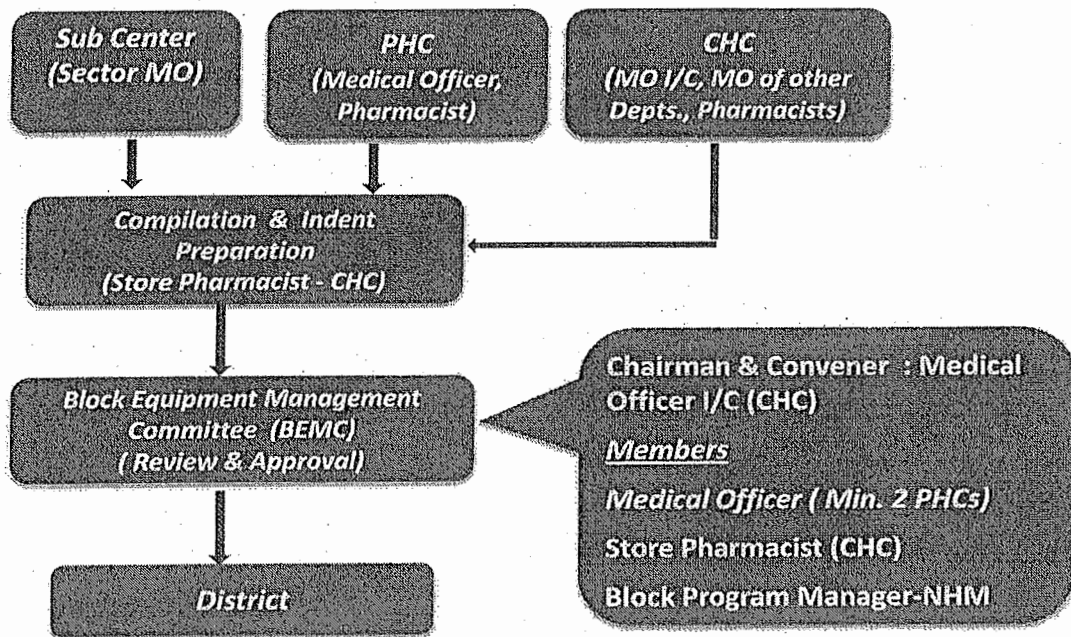 Sub Center
(Sector MO)
PHC
(Medical Officer,
Pharmacist)
CHC
(MO I/C, MO of other
Depts., Pharmacists)
Compilation & Indent
Preparation
(Store Pharmacist - CHC)
Block Equipment Management
Committee (BEMC)
( Review & Approval)
Chairman & Convener : Medical
Officer I/C (CHC)
Members
Medical Officer ( Min. 2 PHCs)
Store Pharmacist (CHC)
Block Program Manager-NHM
District